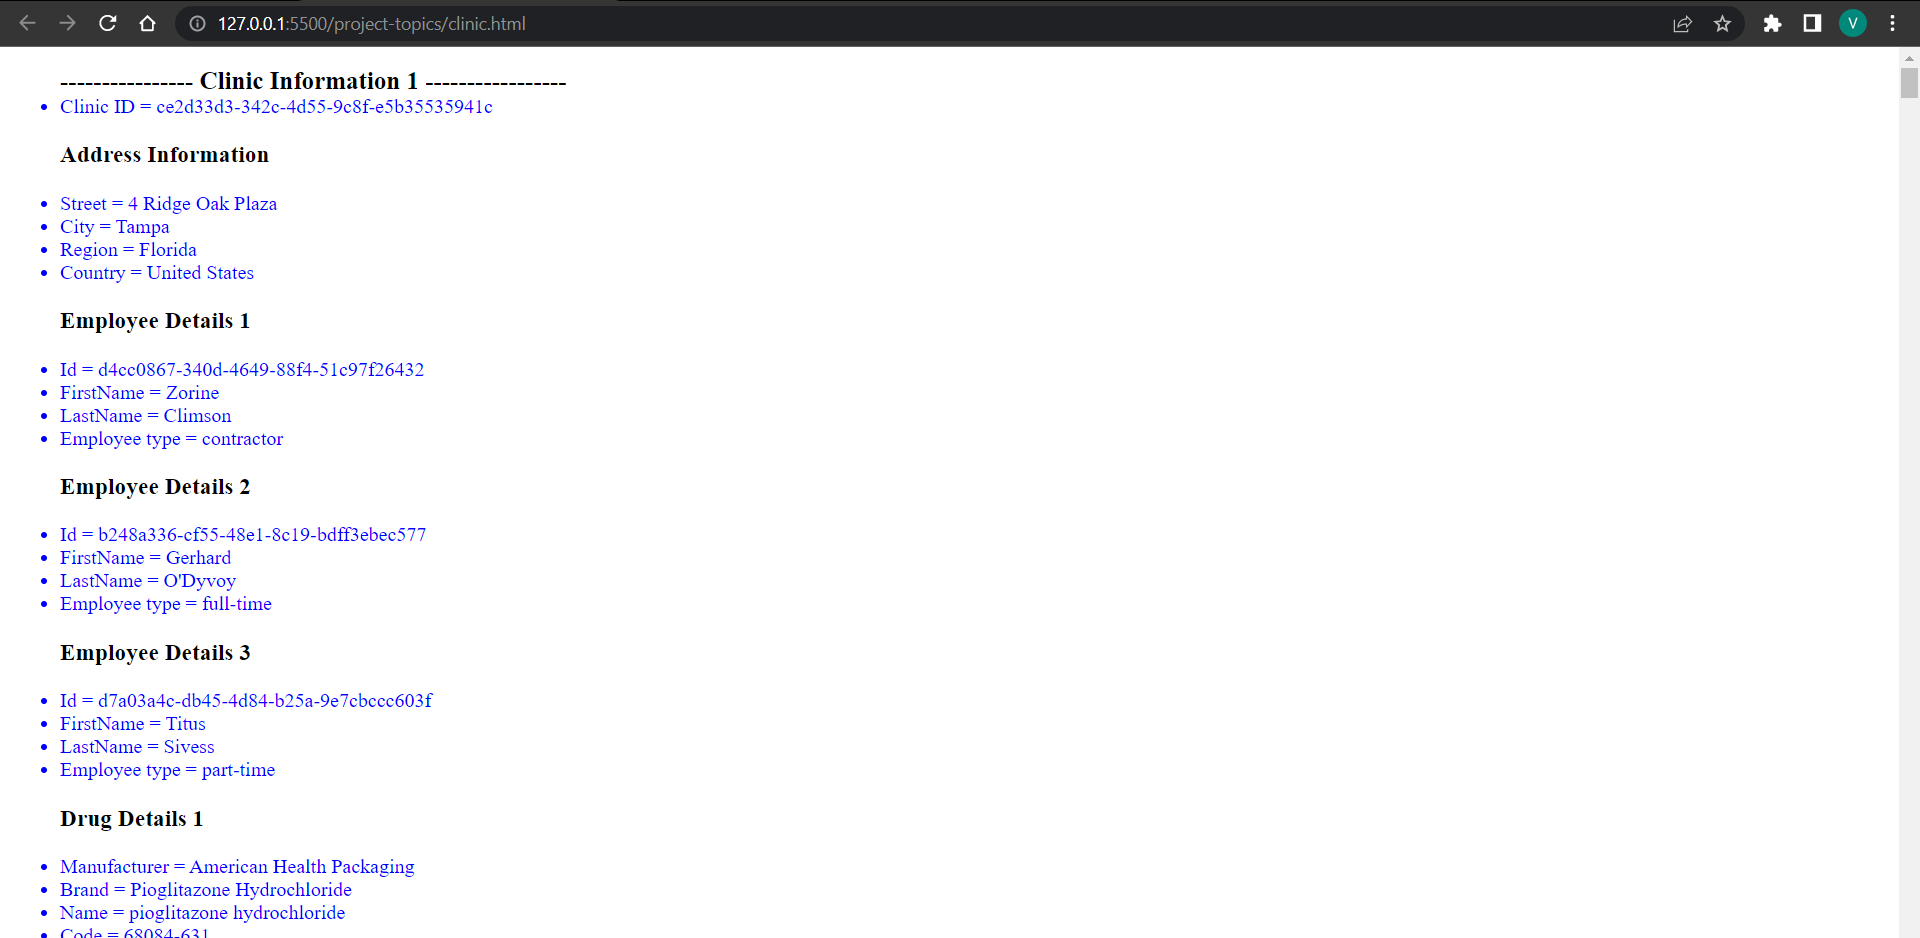 127.0.0.1:5500/project-topics/clinic.html
V
---------------- Clinic Information 1 -----------------
• Clinic ID = ce2d33d3-342c-4d55-9c8f-e5b35535941c
Address Information
• Street = 4 Ridge Oak Plaza
• City = Tampa
• Region = Florida
• Country = United States
Employee Details 1
• Id = d4cc0867-340d-4649-88f4-51c97f26432
• FirstName = Zorine
• LastName = Climson
• Employee type = contractor
Employee Details 2
• Id = b248a336-cf55-48e1-8c19-bdff3ebec577
• FirstName = Gerhard
• LastName = O'Dyvoy
• Employee type = full-time
Employee Details 3
• Id = d7a03a4c-db45-4d84-b25a-9e7cbccc603f
• FirstName = Titus
• LastName = Sivess
• Employee type = part-time
Drug Details 1
• Manufacturer = American Health Packaging
• Brand = Pioglitazone Hydrochloride
• Name = pioglitazone hydrochloride
• Code = 68084-631